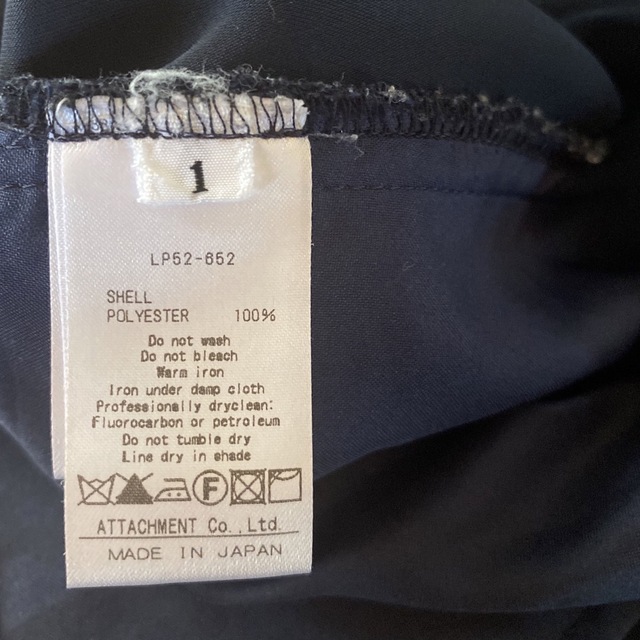 1
LP52-652
SHELL
POLYESTER 100%
Do not wash
Do not bleach
Warm iron
Iron under damp cloth
Professionally dryclean:
Fluorocarbon or petroleum
Do not tumble dry
Line dry in shade
F
ATTACHMENT Co., Ltd.
MADE IN JAPAN